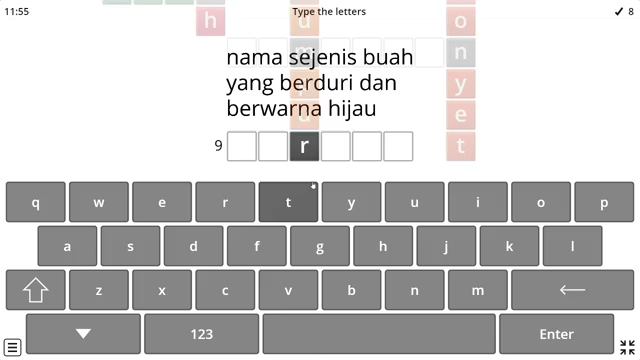 11:55
Type the letters
✓ 8
h
u
o
m
n
nama sejenis buah
yang berduri dan
berwarna hijau
y
e
9
r
t
q w e r t y u i o p
a s d f g h j k l
z x c v b n m
123
Enter